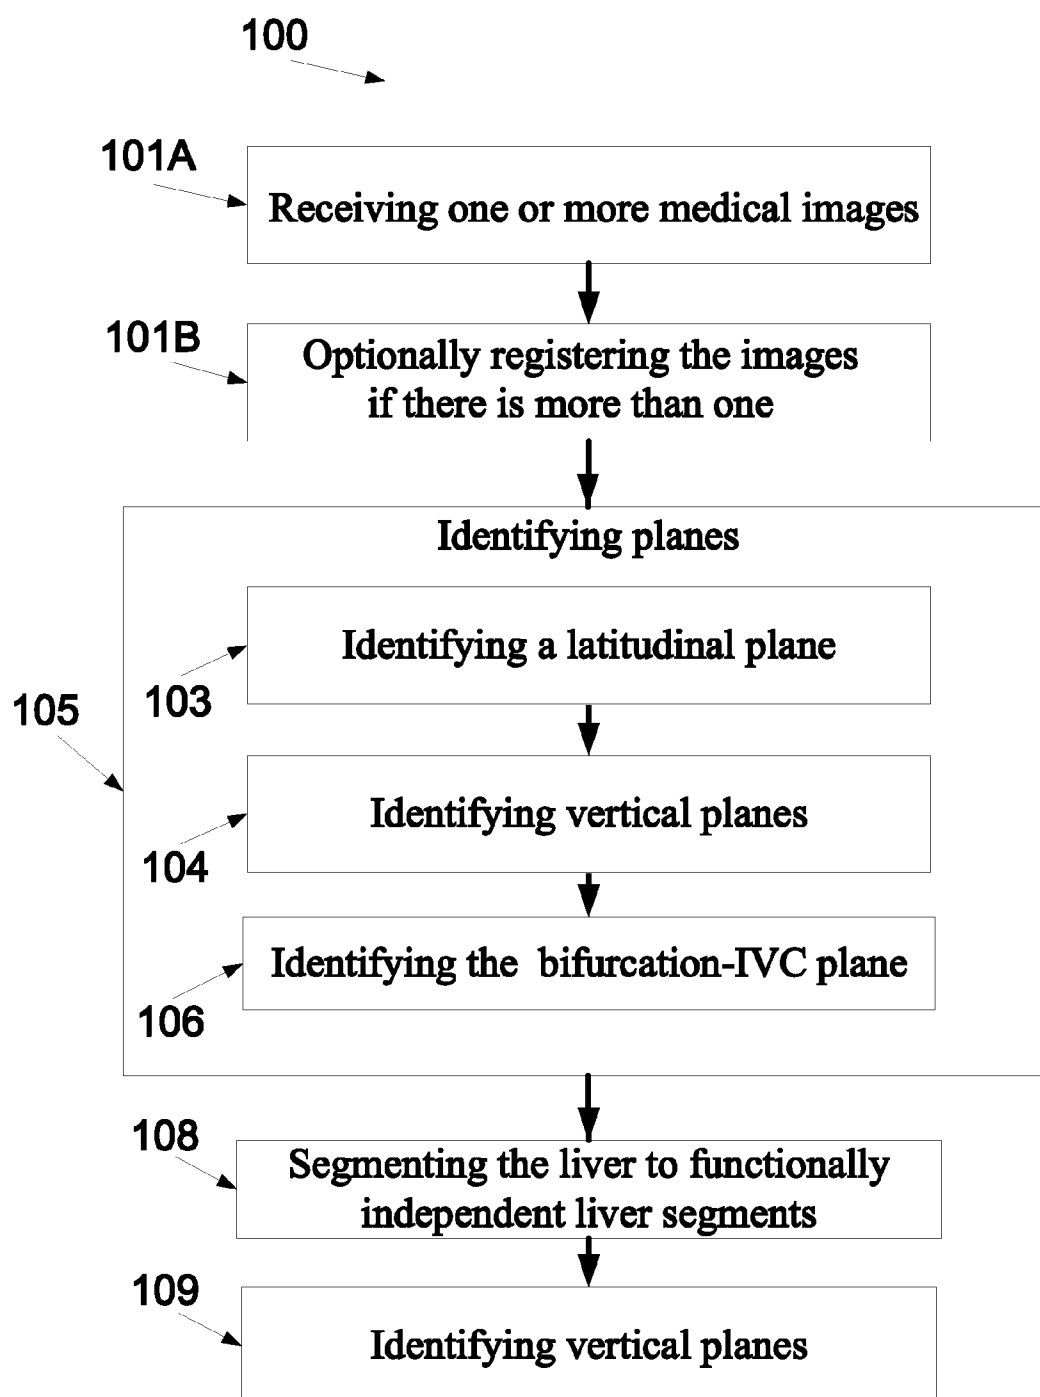 100
101A
Receiving one or more medical images
101B
Optionally registering the images
if there is more than one
Identifying planes
Identifying a latitudinal plane
103
105
Identifying vertical planes
104
Identifying the bifurcation-IVC plane
106
108
Segmenting the liver to functionally
independent liver segments
109
Identifying vertical planes